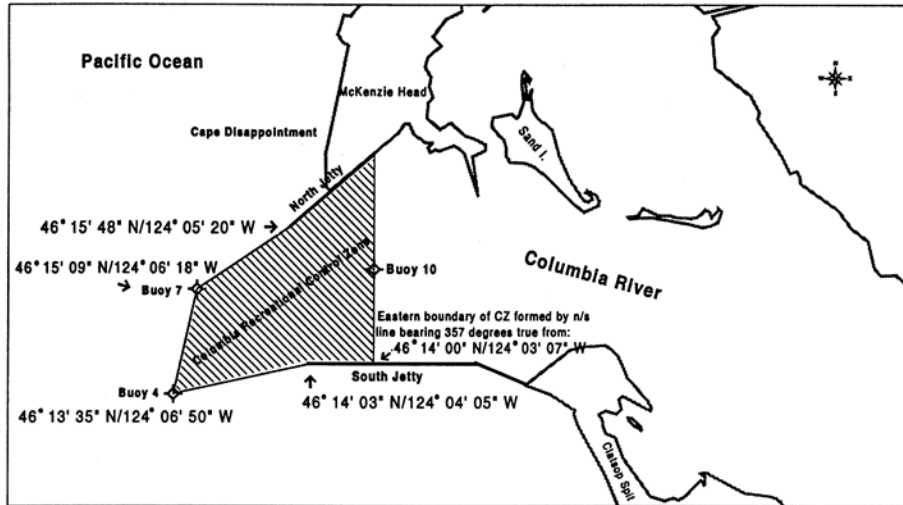 Pacific Ocean
N
W E
S
McKenzie Head
Cape Disappointment
Sand I.
North Jetty
46° 15' 48" N/124° 05' 20" W
46° 15' 09" N/124° 06' 18" W
Buoy 7
Buoy 10
Columbia River
Columbia Recreational Control Zone
Eastern boundary of CZ formed by n/s
line bearing 357 degrees true from:
46° 14' 00" N/124° 03' 07" W
South Jetty
Buoy 4
46° 13' 35" N/124° 06' 50" W
46° 14' 03" N/124° 04' 05" W
Clatsop Spit